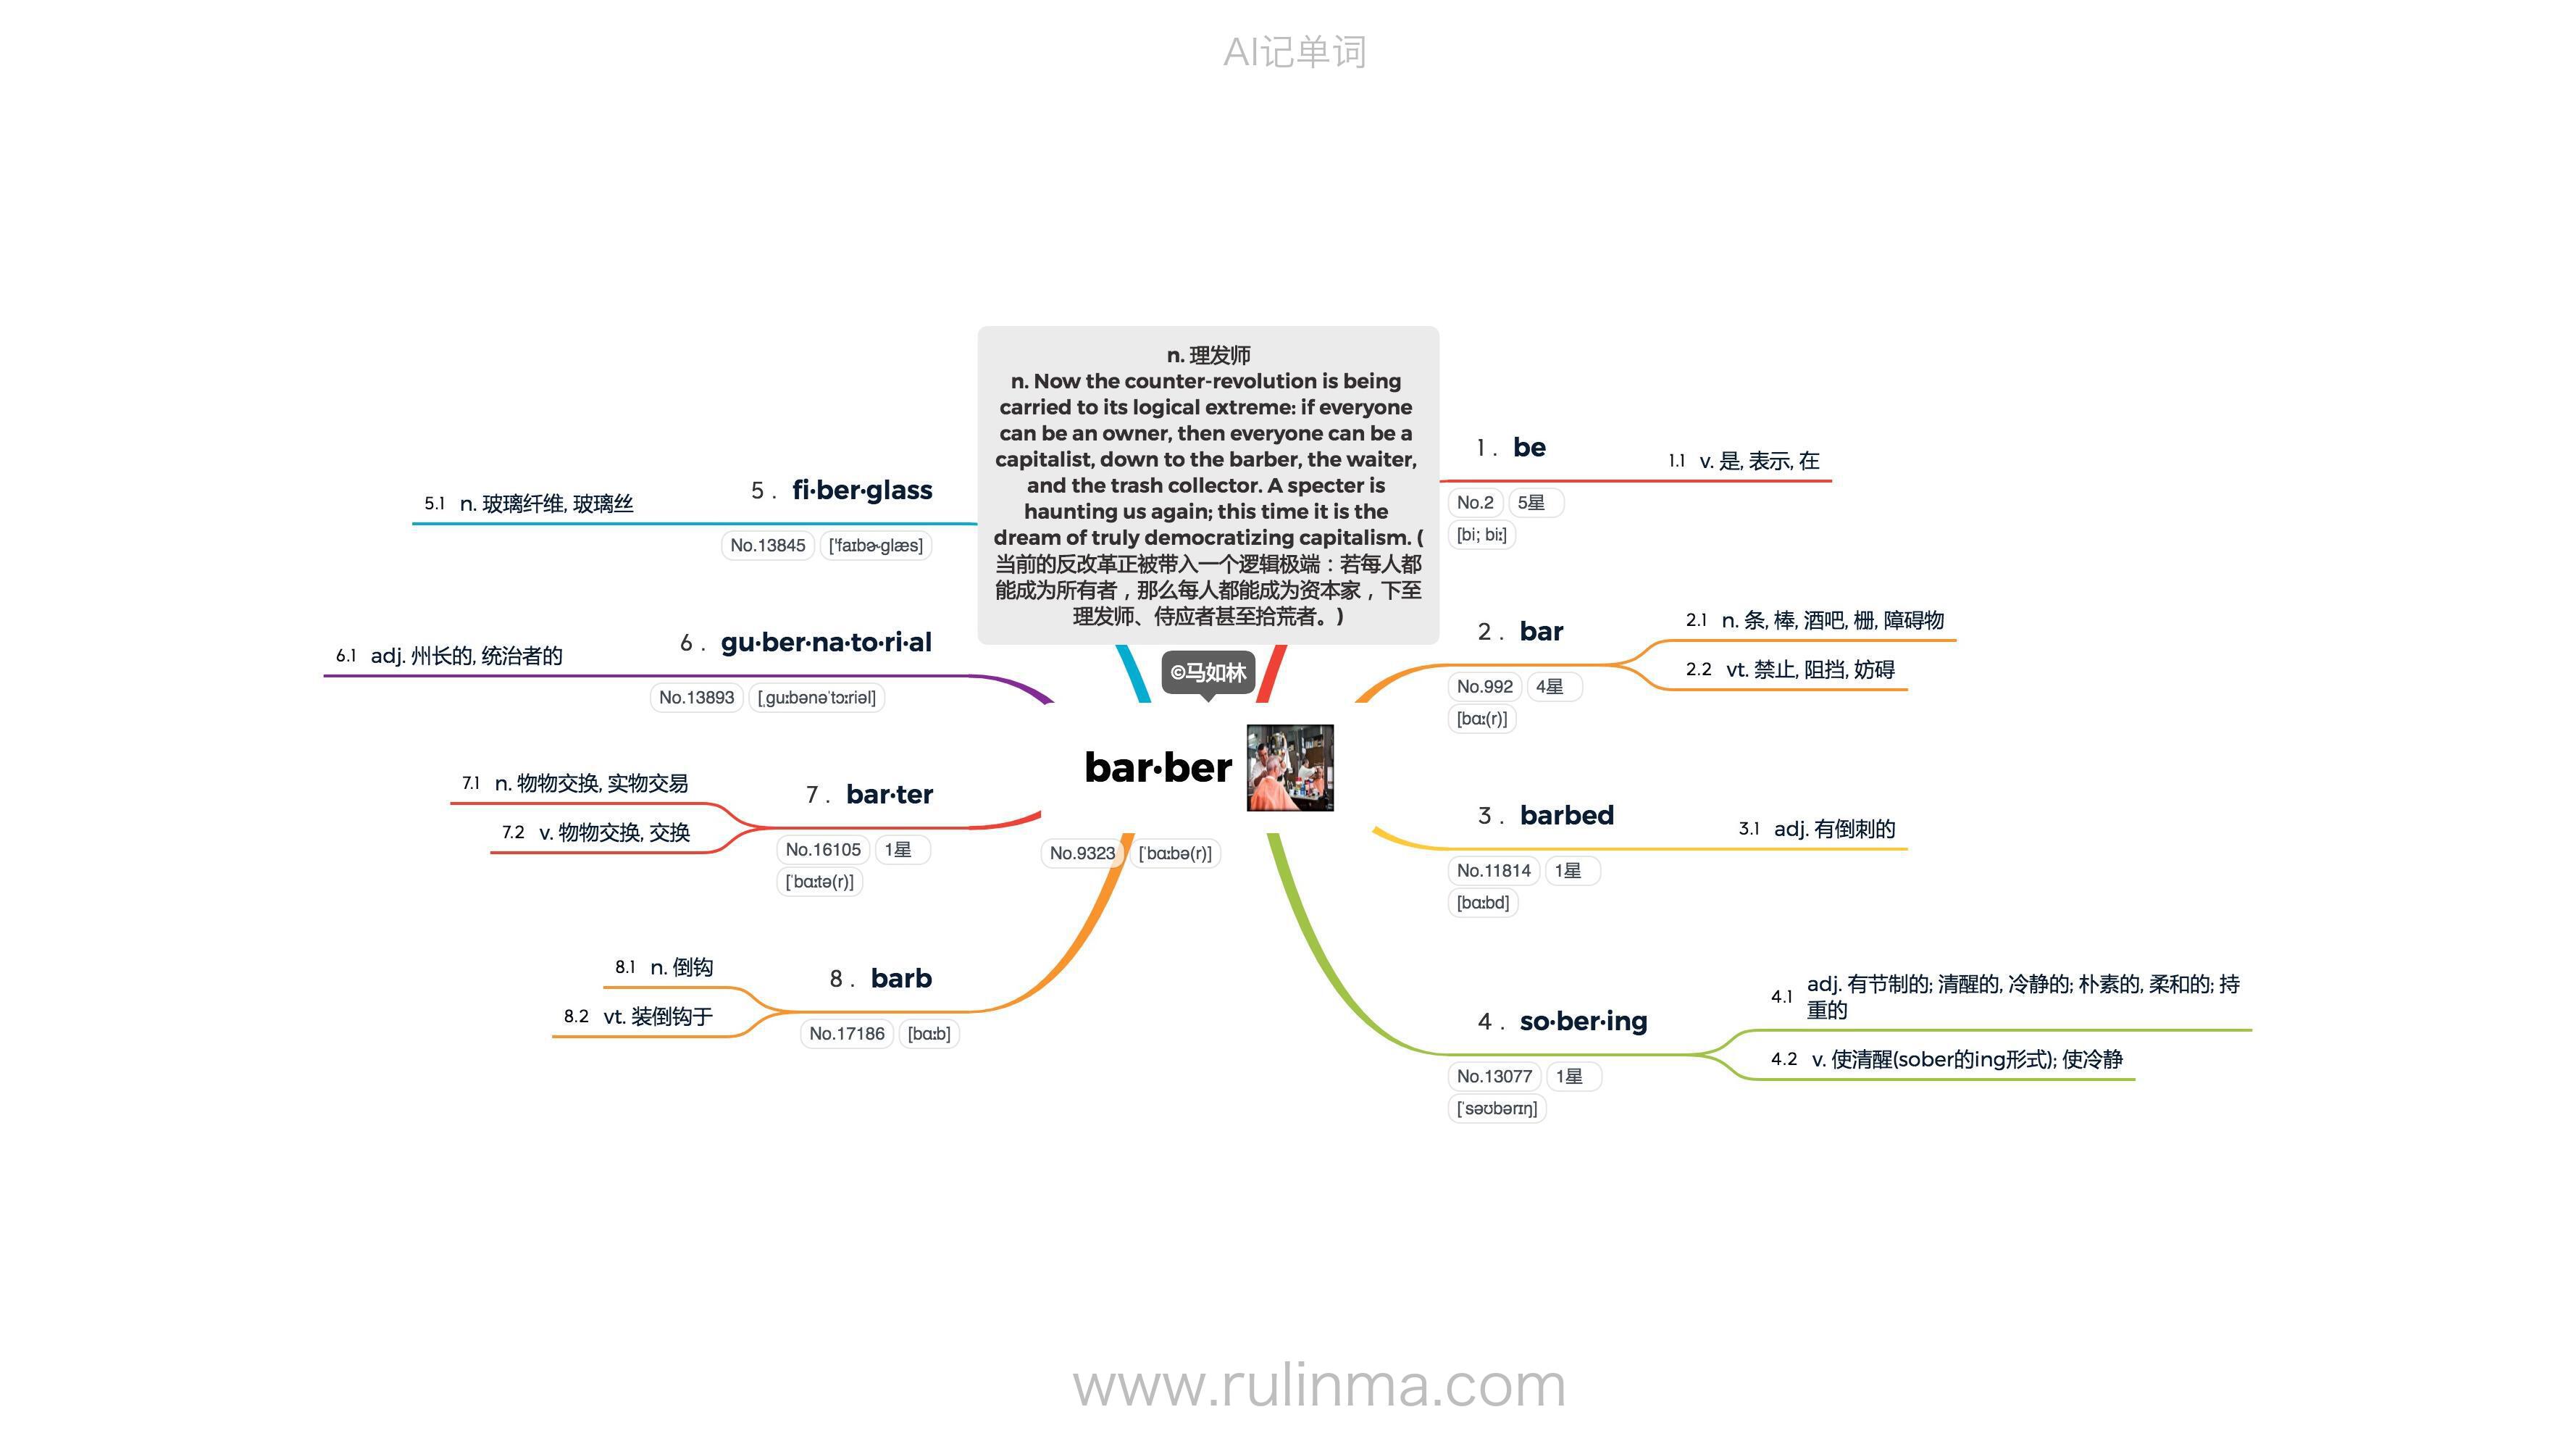 AI记单词
n. 理发师
n. Now the counter-revolution is being
carried to its logical extreme: if everyone
can be an owner, then everyone can be a
capitalist, down to the barber, the waiter,
and the trash collector. A specter is
haunting us again; this time it is the
dream of truly democratizing capitalism. (
当前的反改革正被带入一个逻辑极端：若每人都
能成为所有者，那么每人都能成为资本家，下至
理发师、侍应者甚至拾荒者。)
©马如林
bar·ber
No.9323 [ˈbɑːbə(r)]
1 . be
No.2 5星
[bi; biː]
1.1 v. 是, 表示, 在
2 . bar
No.992 4星
[bɑː(r)]
2.1 n. 条, 棒, 酒吧, 栅, 障碍物
2.2 vt. 禁止, 阻挡, 妨碍
3 . barbed
No.11814 1星
[bɑːbd]
3.1 adj. 有倒刺的
4 . so·ber·ing
No.13077 1星
[ˈsəʊbərɪŋ]
4.1 adj. 有节制的; 清醒的, 冷静的; 朴素的, 柔和的; 持
重的
4.2 v. 使清醒(sober的ing形式); 使冷静
5 . fi·ber·glass
No.13845 ['faɪbɚɡlæs]
5.1 n. 玻璃纤维, 玻璃丝
6 . gu·ber·na·to·ri·al
No.13893 [ˌɡuːbənəˈtɔːriəl]
6.1 adj. 州长的, 统治者的
7 . bar·ter
No.16105 1星
[ˈbɑːtə(r)]
7.1 n. 物物交换, 实物交易
7.2 v. 物物交换, 交换
8 . barb
No.17186 [bɑːb]
8.1 n. 倒钩
8.2 vt. 装倒钩于
www.rulinma.com